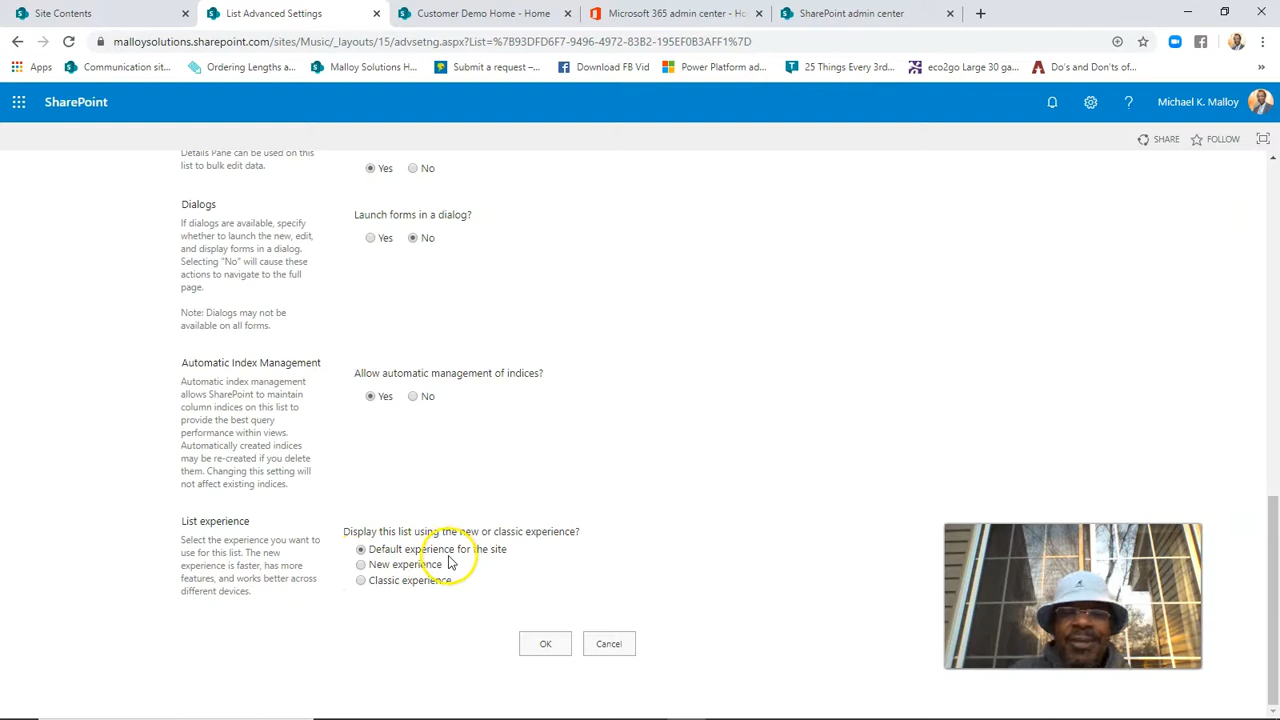 Site Contents
List Advanced Settings
Customer Demo Home - Home
Microsoft 365 admin center - Ho
SharePoint admin center
malloysolutions.sharepoint.com/sites/Music/_layouts/15/advsetng.aspx?List=%7B93DFD6F7-9496-4972-83B2-195EF0B3AFF1%7D
Apps
Communication sit...
Ordering Lengths a...
Malloy Solutions H...
Submit a request –...
Download FB Vid
Power Platform ad...
25 Things Every 3rd...
eco2go Large 30 ga...
Do's and Don'ts of...
SharePoint
Michael K. Malloy
SHARE
FOLLOW
Details Pane can be used on this
list to bulk edit data.
Yes No
Dialogs
If dialogs are available, specify
whether to launch the new, edit,
and display forms in a dialog.
Selecting "No" will cause these
actions to navigate to the full
page.
Note: Dialogs may not be
available on all forms.
Launch forms in a dialog?
Yes No
Automatic Index Management
Automatic index management
allows SharePoint to maintain
column indices on this list to
provide the best query
performance within views.
Automatically created indices
may be re-created if you delete
them. Changing this setting will
not affect existing indices.
Allow automatic management of indices?
Yes No
List experience
Select the experience you want to
use for this list. The new
experience is faster, has more
features, and works better across
different devices.
Display this list using the new or classic experience?
Default experience for the site
New experience
Classic experience
OK Cancel